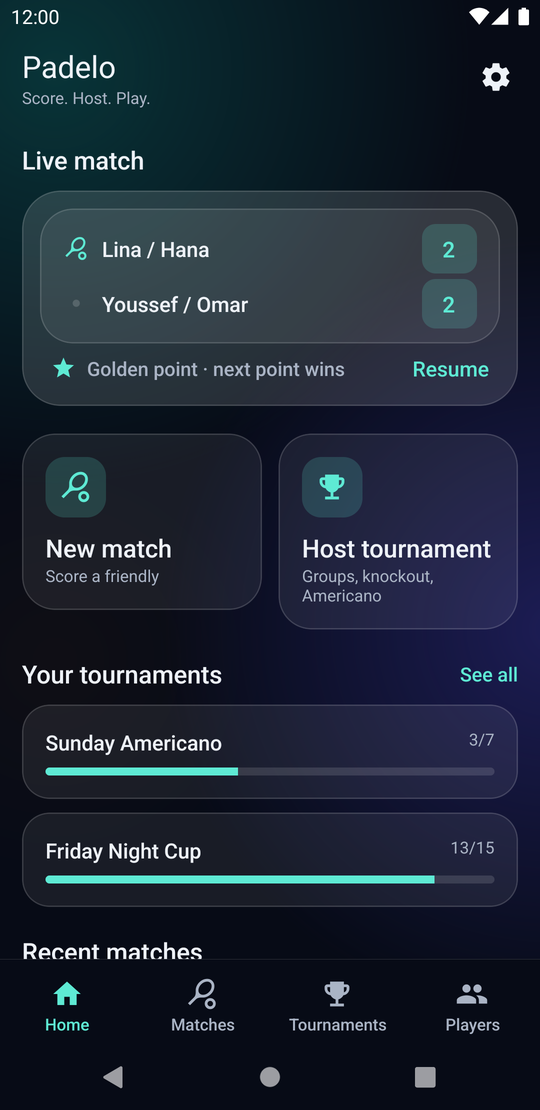 12:00
Padelo
Score. Host. Play.
Live match
Lina / Hana 2
Youssef / Omar 2
Golden point · next point wins Resume
New match
Score a friendly
Host tournament
Groups, knockout,
Americano
Your tournaments See all
Sunday Americano 3/7
Friday Night Cup 13/15
Recent matches
Home Matches Tournaments Players